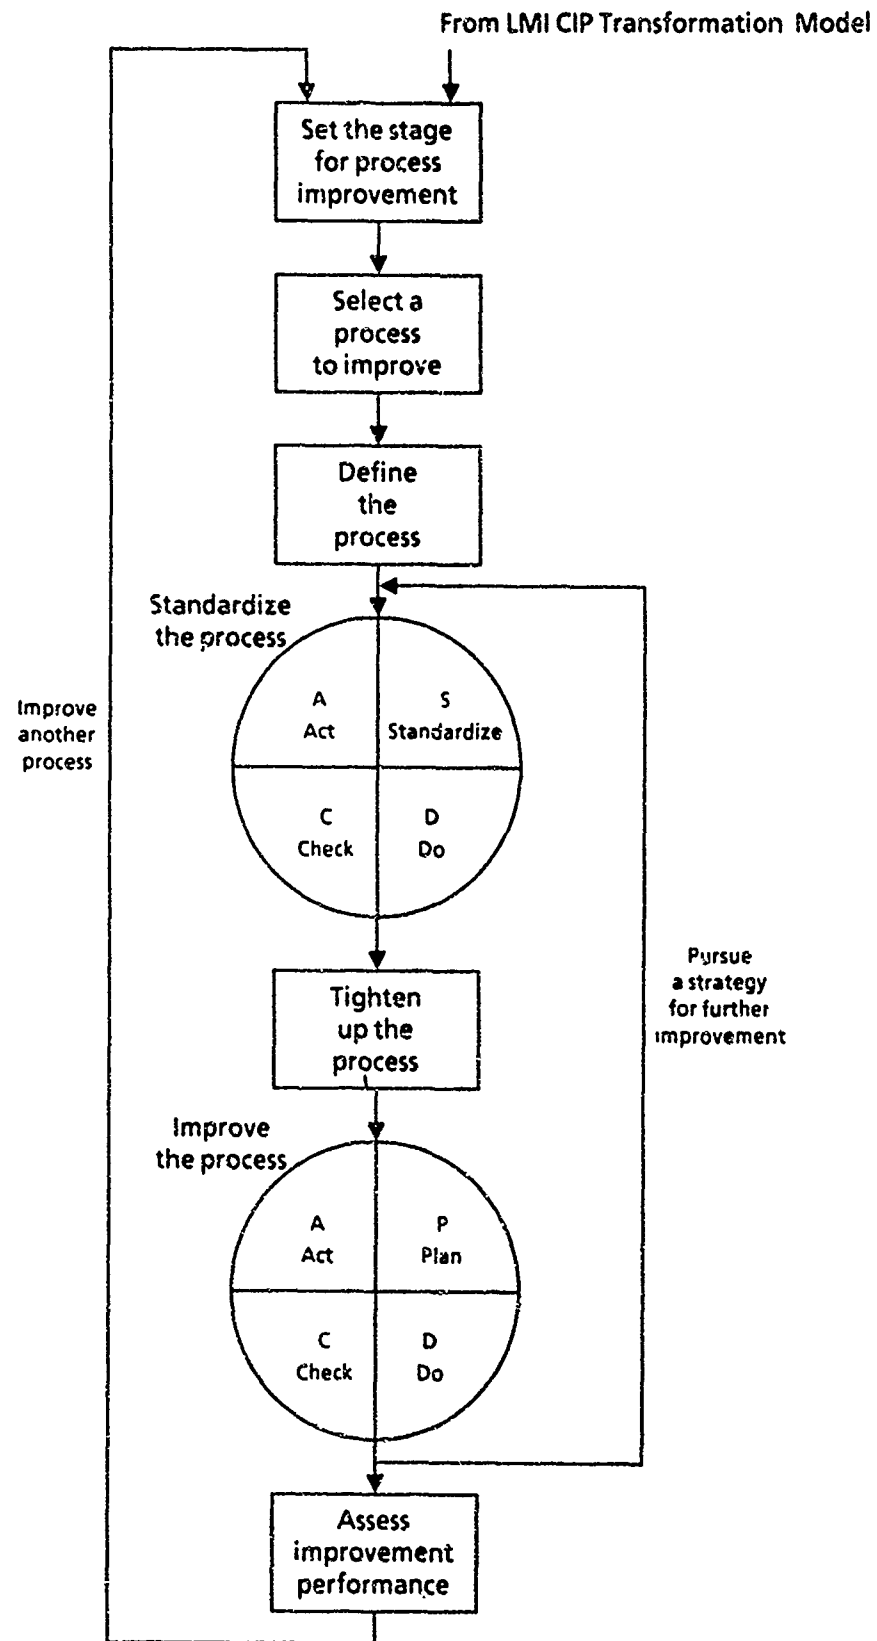 From LMI CIP Transformation Model
Set the stage
for process
improvement
Select a
process
to improve
Define
the
process
Standardize
the process
A
Act
S
Standardize
C
Check
D
Do
Improve
another
process
Pursue
a strategy
for further
improvement
Tighten
up the
process
Improve
the process
A
Act
P
Plan
C
Check
D
Do
Assess
improvement
performance